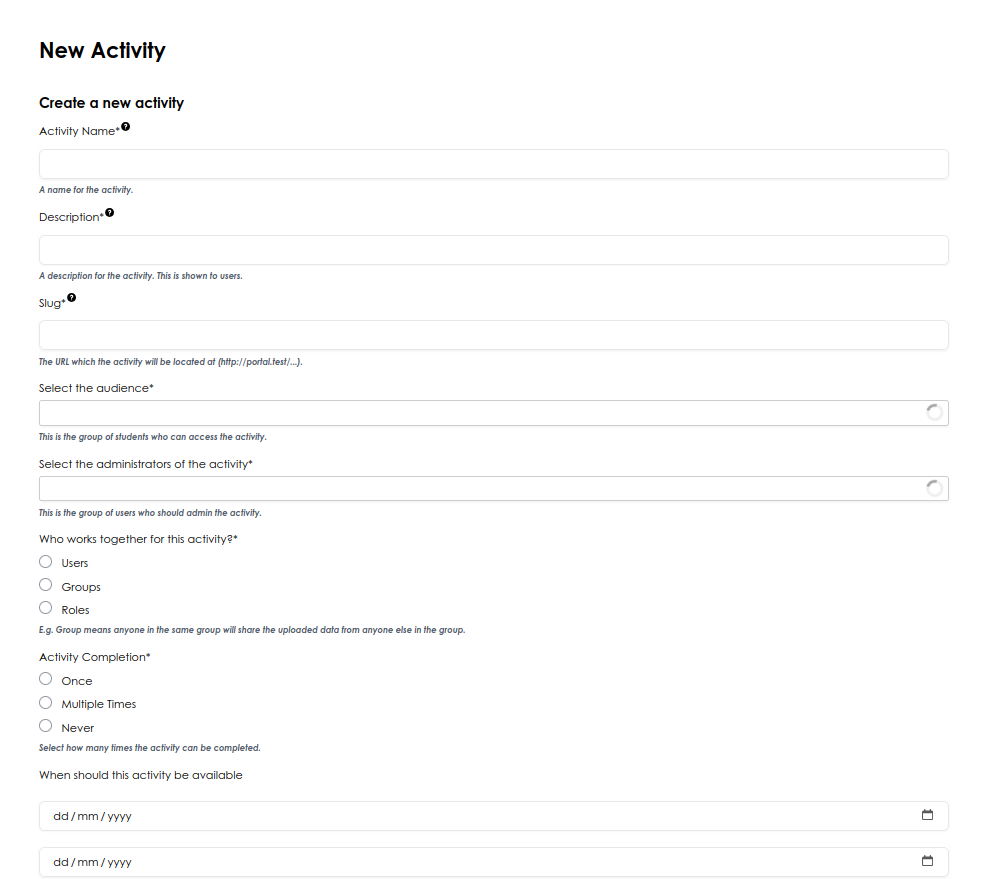 New Activity
Create a new activity
Activity Name*?
A name for the activity.
Description*?
A description for the activity. This is shown to users.
Slug*?
The URL which the activity will be located at (http://portal.test/...).
Select the audience*
This is the group of students who can access the activity.
Select the administrators of the activity*
This is the group of users who should admin the activity.
Who works together for this activity?*
Users
Groups
Roles
E.g. Group means anyone in the same group will share the uploaded data from anyone else in the group.
Activity Completion*
Once
Multiple Times
Never
Select how many times the activity can be completed.
When should this activity be available
dd/mm/yyyy
dd/mm/yyyy